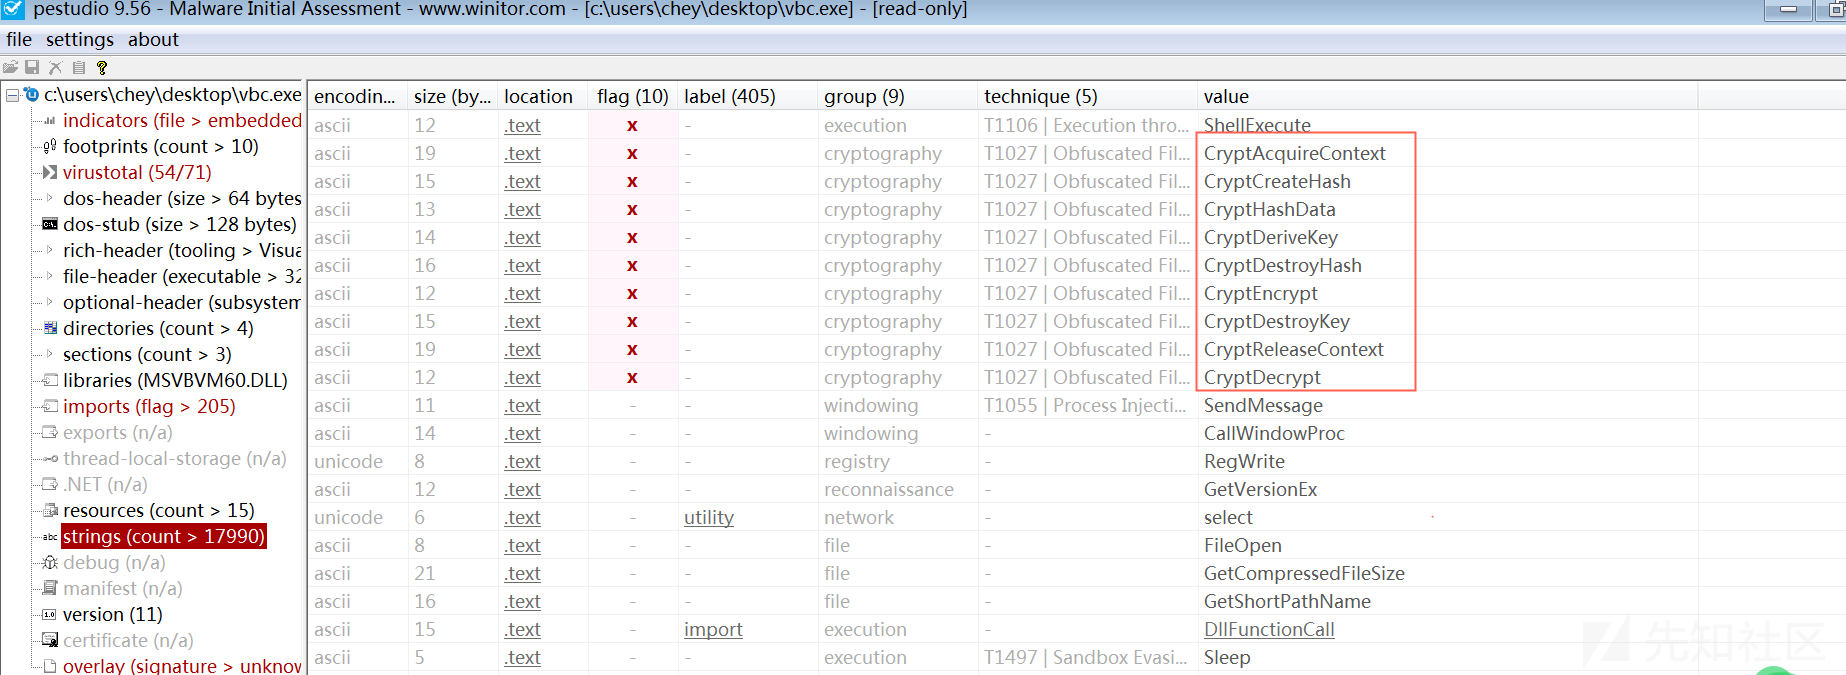 pestudio 9.56 - Malware Initial Assessment - www.winitor.com - [c:\users\chey\desktop\vbc.exe] - [read-only]
file settings about
c:\users\chey\desktop\vbc.exe
indicators (file > embedded
footprints (count > 10)
virustotal (54/71)
dos-header (size > 64 bytes
dos-stub (size > 128 bytes)
rich-header (tooling > Visua
file-header (executable > 32
optional-header (subsystem
directories (count > 4)
sections (count > 3)
libraries (MSVBVM60.DLL)
imports (flag > 205)
exports (n/a)
thread-local-storage (n/a)
.NET (n/a)
resources (count > 15)
abc strings (count > 17990)
debug (n/a)
manifest (n/a)
1.0 version (11)
certificate (n/a)
overlay (signature > unknow
encodin... size (by... location flag (10) label (405) group (9) technique (5) value
ascii 12 .text x - execution T1106 | Execution thro... ShellExecute
ascii 19 .text x - cryptography T1027 | Obfuscated Fil... CryptAcquireContext
ascii 15 .text x - cryptography T1027 | Obfuscated Fil... CryptCreateHash
ascii 13 .text x - cryptography T1027 | Obfuscated Fil... CryptHashData
ascii 14 .text x - cryptography T1027 | Obfuscated Fil... CryptDeriveKey
ascii 16 .text x - cryptography T1027 | Obfuscated Fil... CryptDestroyHash
ascii 12 .text x - cryptography T1027 | Obfuscated Fil... CryptEncrypt
ascii 15 .text x - cryptography T1027 | Obfuscated Fil... CryptDestroyKey
ascii 19 .text x - cryptography T1027 | Obfuscated Fil... CryptReleaseContext
ascii 12 .text x - cryptography T1027 | Obfuscated Fil... CryptDecrypt
ascii 11 .text - - windowing T1055 | Process Injecti... SendMessage
ascii 14 .text - - windowing - CallWindowProc
unicode 8 .text - - registry - RegWrite
ascii 12 .text - - reconnaissance - GetVersionEx
unicode 6 .text - utility network - select
ascii 8 .text - - file - FileOpen
ascii 21 .text - - file - GetCompressedFileSize
ascii 16 .text - - file - GetShortPathName
ascii 15 .text - import execution - DllFunctionCall
ascii 5 .text - - execution T1497 | Sandbox Evasi... Sleep
先知社区